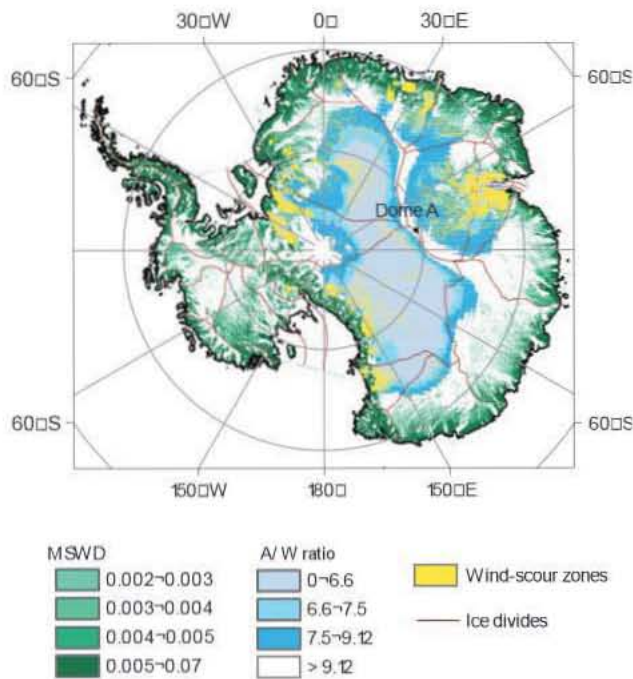 30□W 0□ 30□E
60□S 60□S
Dome A
60□S 60□S
150□W 180□ 150□E
MSWD A/W ratio
0.002¬0.003 0¬6.6 Wind-scour zones
0.003¬0.004 6.6¬7.5
0.004¬0.005 7.5¬9.12 Ice divides
0.005¬0.07 > 9.12